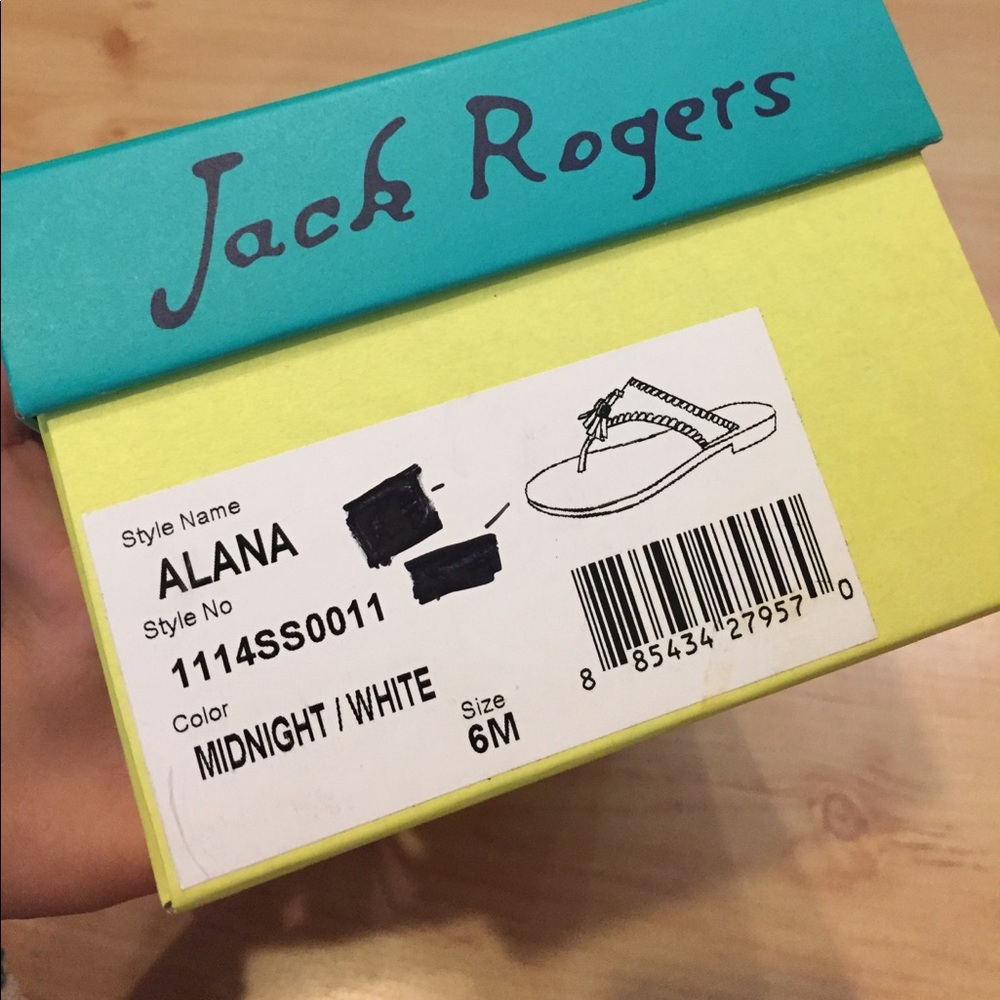 Jack Rogers
Style Name
ALANA
Style No
1114SS0011
Color
MIDNIGHT / WHITE
Size
6M
8 85434 27957 0